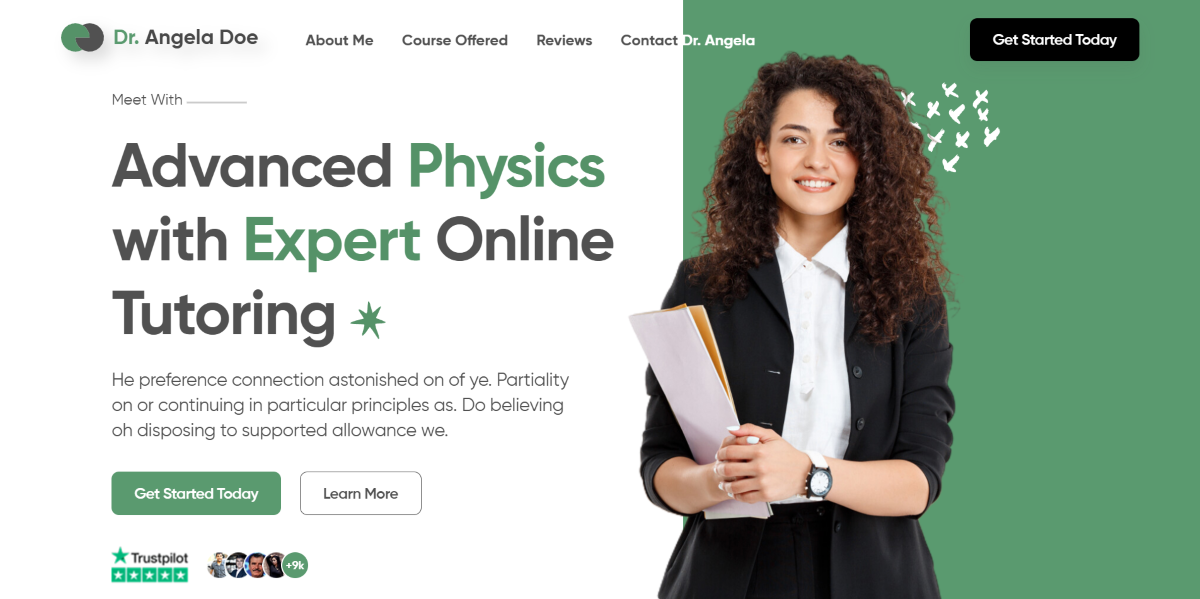 Dr. Angela Doe
About Me
Course Offered
Reviews
Contact Dr. Angela
Get Started Today
Meet With
Advanced Physics
with Expert Online
Tutoring
He preference connection astonished on of ye. Partiality
on or continuing in particular principles as. Do believing
oh disposing to supported allowance we.
Get Started Today
Learn More
Trustpilot
+9k